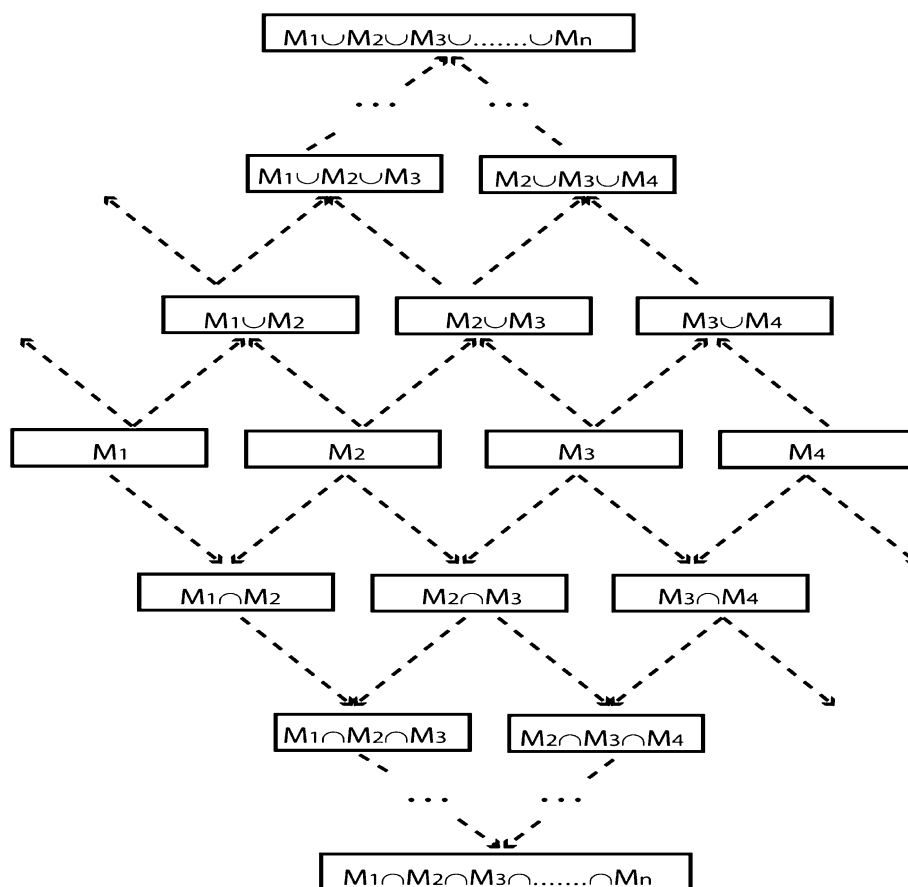 M₁∪M₂∪M₃∪.......∪Mn
... ...
M₁∪M₂∪M₃ M₂∪M₃∪M₄
M₁∪M₂ M₂∪M₃ M₃∪M₄
M₁ M₂ M₃ M₄
M₁∩M₂ M₂∩M₃ M₃∩M₄
M₁∩M₂∩M₃ M₂∩M₃∩M₄
... ...
M₁∩M₂∩M₃∩.......∩Mn